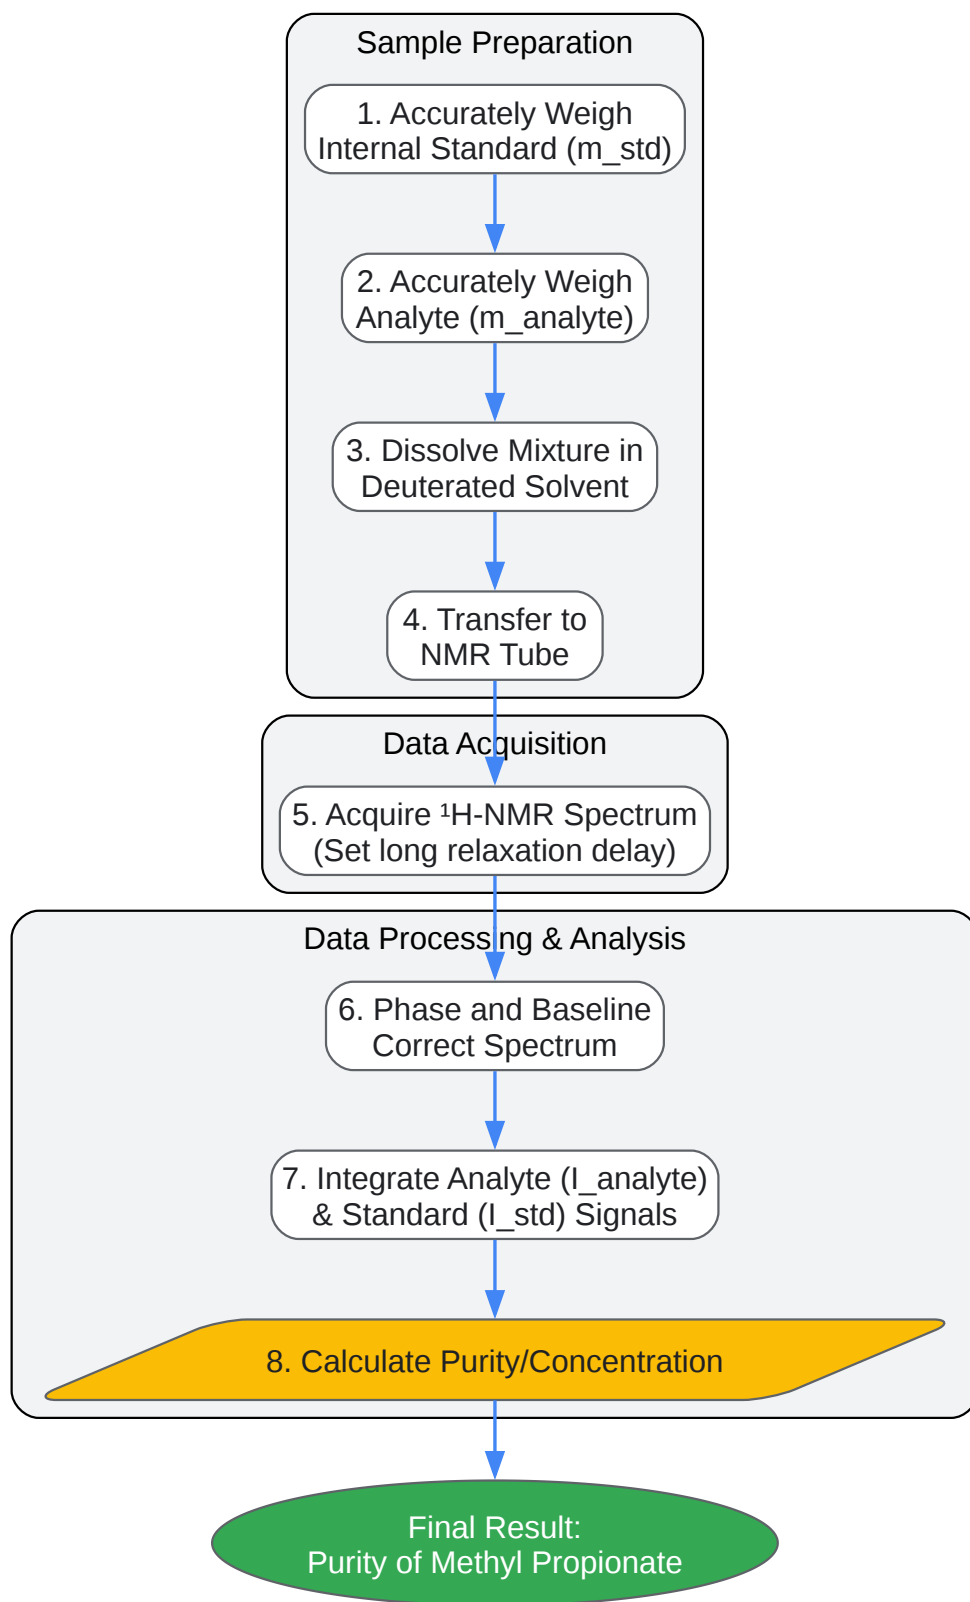 Sample Preparation
1. Accurately Weigh
Internal Standard (m_std)
2. Accurately Weigh
Analyte (m_analyte)
3. Dissolve Mixture in
Deuterated Solvent
4. Transfer to
NMR Tube
Data Acquisition
5. Acquire ¹H-NMR Spectrum
(Set long relaxation delay)
Data Processing & Analysis
6. Phase and Baseline
Correct Spectrum
7. Integrate Analyte (I_analyte)
& Standard (I_std) Signals
8. Calculate Purity/Concentration
Final Result:
Purity of Methyl Propionate